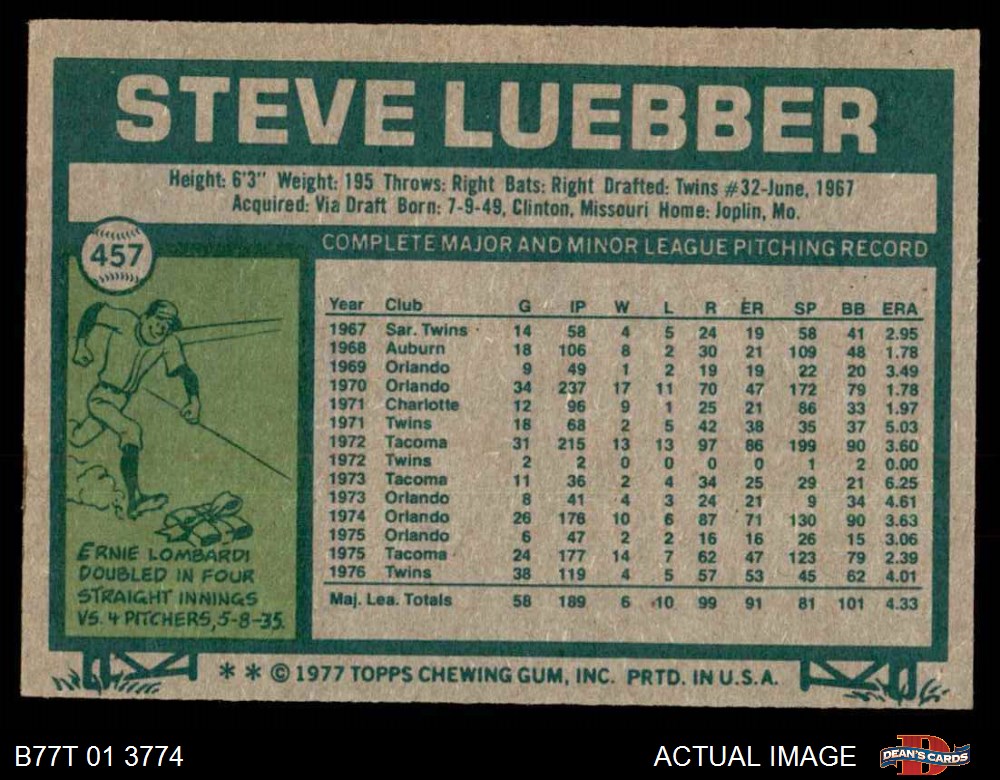 STEVE LUEBBER
Height: 6'3" Weight: 195 Throws: Right Bats: Right Drafted: Twins #32-June, 1967
Acquired: Via Draft Born: 7-9-49, Clinton, Missouri Home: Joplin, Mo.
457
COMPLETE MAJOR AND MINOR LEAGUE PITCHING RECORD
Year Club G IP W L R ER SP BB ERA
1967 Sar. Twins 14 58 4 5 24 19 58 41 2.95
1968 Auburn 18 106 8 2 30 21 109 48 1.78
1969 Orlando 9 49 1 2 19 19 22 20 3.49
1970 Orlando 34 237 17 11 70 47 172 79 1.78
1971 Charlotte 12 96 9 1 25 21 86 33 1.97
1971 Twins 18 68 2 5 42 38 35 37 5.03
1972 Tacoma 31 215 13 13 97 86 199 90 3.60
1972 Twins 2 2 0 0 0 0 1 2 0.00
1973 Tacoma 11 36 2 4 34 25 29 21 6.25
1973 Orlando 8 41 4 3 24 21 9 34 4.61
1974 Orlando 26 176 10 6 87 71 130 90 3.63
1975 Orlando 6 47 2 2 16 16 26 15 3.06
1975 Tacoma 24 177 14 7 62 47 123 79 2.39
1976 Twins 38 119 4 5 57 53 45 62 4.01
Maj. Lea. Totals 58 189 6 10 99 91 81 101 4.33
ERNIE LOMBARDI
DOUBLED IN FOUR
STRAIGHT INNINGS
VS. 4 PITCHERS, 5-8-35.
* * © 1977 TOPPS CHEWING GUM, INC. PRTD. IN U.S.A.
B77T 01 3774
ACTUAL IMAGE
D
DEAN'S CARDS